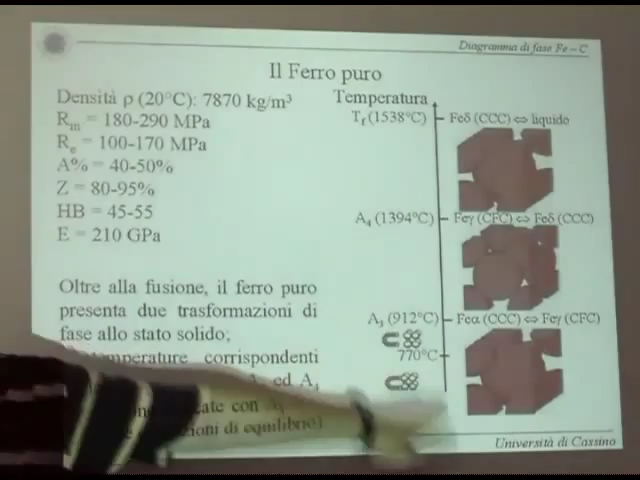 Diagramma di fase Fe – C
Il Ferro puro
Densità ρ (20°C): 7870 kg/m³
Rm = 180-290 MPa
Re = 100-170 MPa
A% = 40-50%
Z = 80-95%
HB = 45-55
E = 210 GPa
Oltre alla fusione, il ferro puro
presenta due trasformazioni di
fase allo stato solido;
temperature corrispondenti
ed A
con
di equilibrio)
Temperatura
Tf (1538°C) Feδ (CCC) ⇔ liquido
A4 (1394°C) Feγ (CFC) ⇔ Feδ (CCC)
A3 (912°C) Feα (CCC) ⇔ Feγ (CFC)
770°C
Università di Cassino